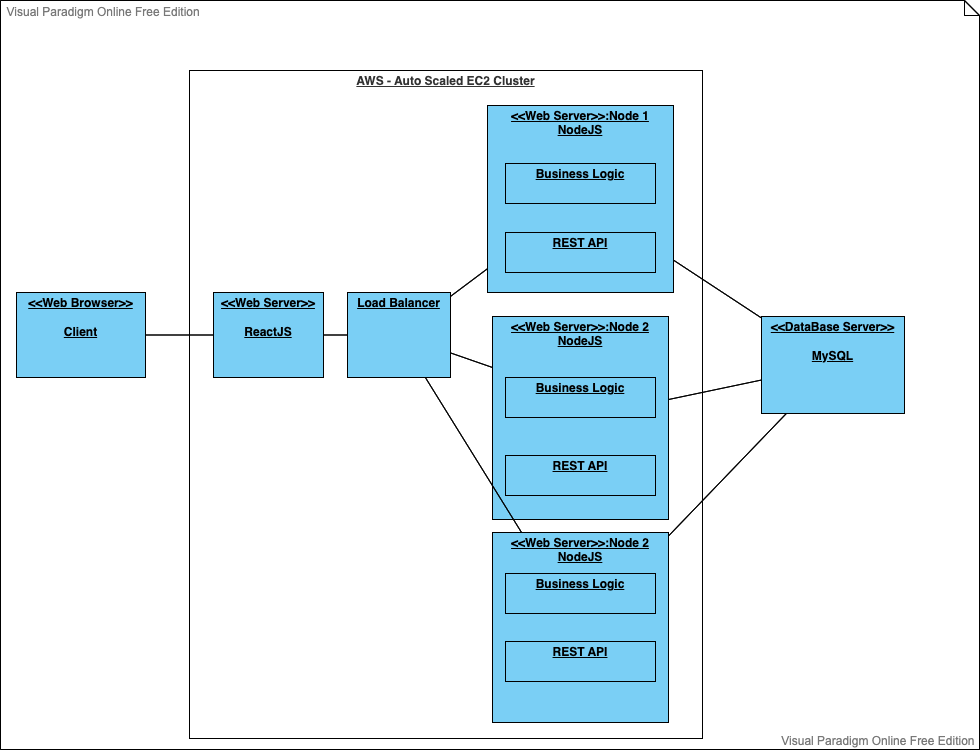 Visual Paradigm Online Free Edition
AWS - Auto Scaled EC2 Cluster
<<Web Server>>:Node 1
NodeJS
Business Logic
REST API
<<Web Browser>>
Client
<<Web Server>>
ReactJS
Load Balancer
<<Web Server>>:Node 2
NodeJS
Business Logic
REST API
<<DataBase Server>>
MySQL
<<Web Server>>:Node 2
NodeJS
Business Logic
REST API
Visual Paradigm Online Free Edition